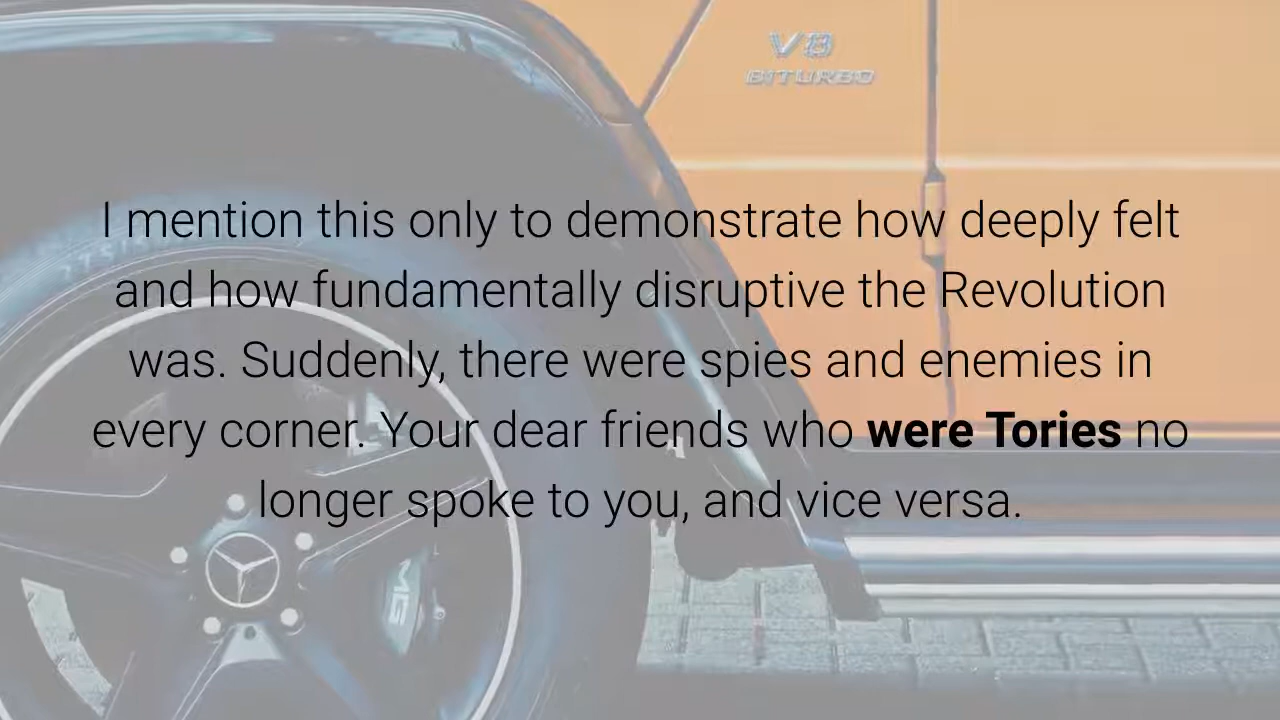 V8
BITURBO
I mention this only to demonstrate how deeply felt
and how fundamentally disruptive the Revolution
was. Suddenly, there were spies and enemies in
every corner. Your dear friends who were Tories no
longer spoke to you, and vice versa.